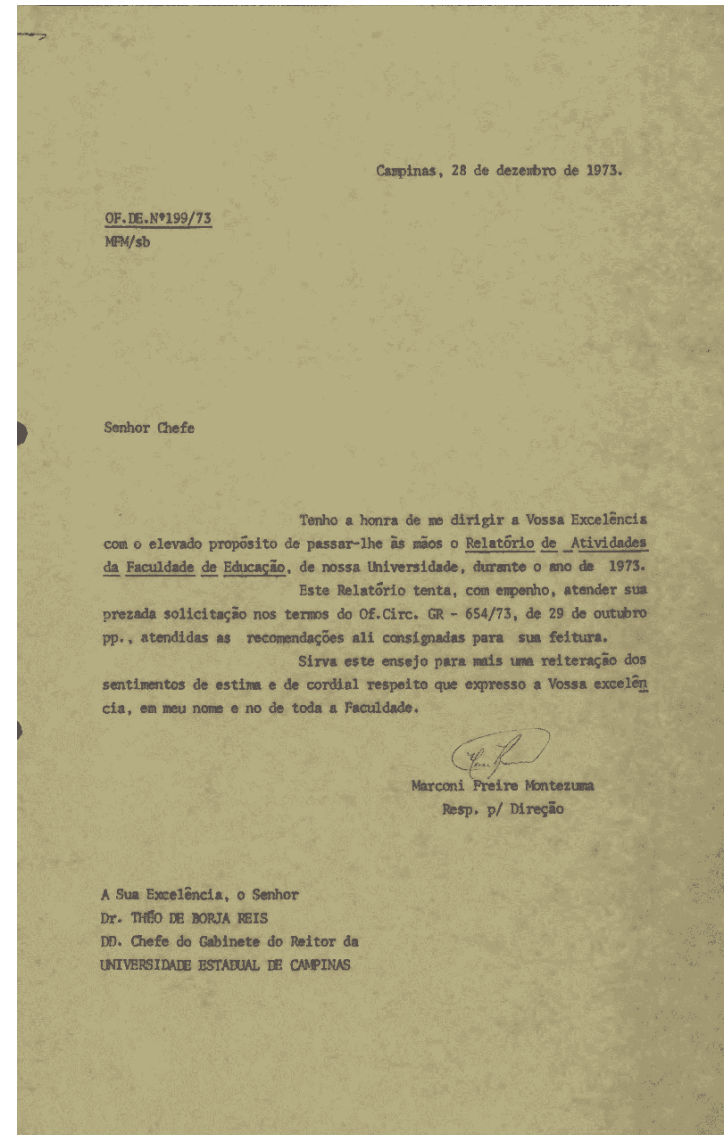 Campinas, 28 de dezembro de 1973.
OF.DE.Nº199/73
MFM/sb
Senhor Chefe
Tenho a honra de me dirigir a Vossa Excelência
com o elevado propósito de passar-lhe às mãos o Relatório de Atividades
da Faculdade de Educação, de nossa Universidade, durante o ano de 1973.
Este Relatório tenta, com empenho, atender sua
prezada solicitação nos termos do Of.Circ. GR - 654/73, de 29 de outubro
pp., atendidas as recomendações ali consignadas para sua feitura.
Sirva este ensejo para mais uma reiteração dos
sentimentos de estima e de cordial respeito que expresso a Vossa excelên
cia, em meu nome e no de toda a Faculdade.
Marconi Freire Montezuma
Resp. p/ Direção
A Sua Excelência, o Senhor
Dr. THÉO DE BORJA REIS
DD. Chefe do Gabinete do Reitor da
UNIVERSIDADE ESTADUAL DE CAMPINAS